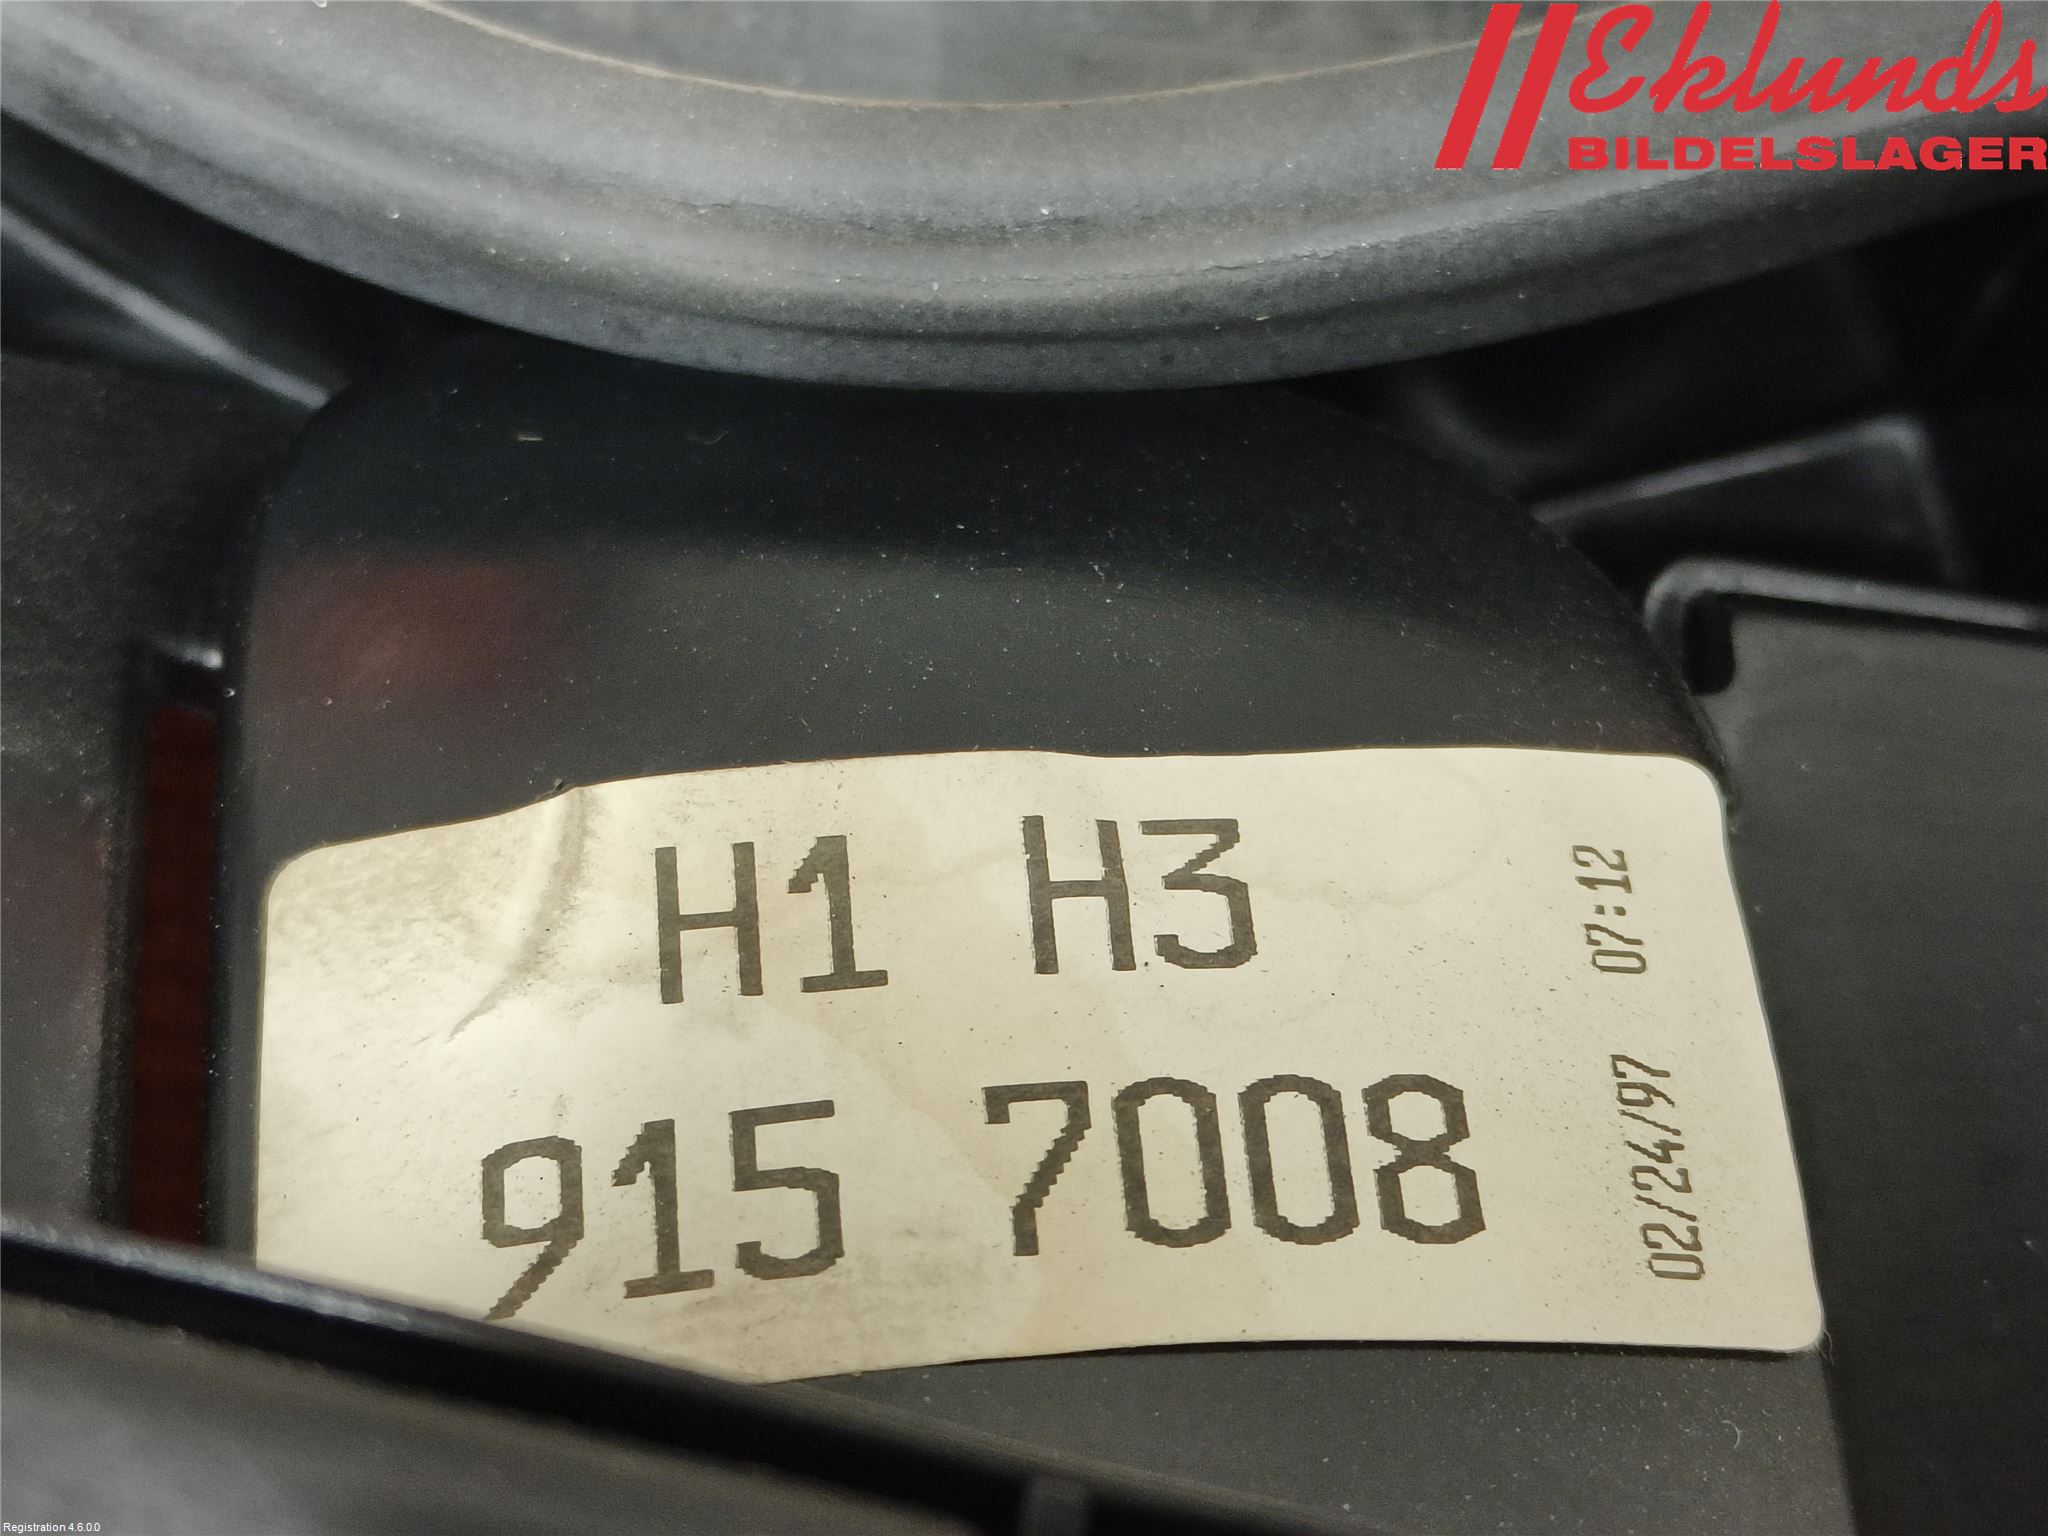 Eklunds
BILDELSLAGER
H1 H3
915 7008
02/24/97 07:12
Registration 4.6.0.0